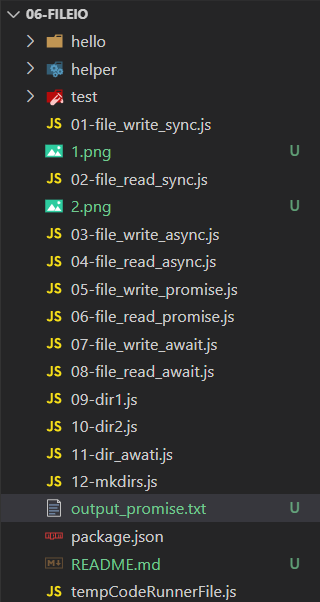 06-FILEIO
hello
helper
test
JS 01-file_write_sync.js
1.png U
JS 02-file_read_sync.js
2.png U
JS 03-file_write_async.js
JS 04-file_read_async.js
JS 05-file_write_promise.js
JS 06-file_read_promise.js
JS 07-file_write_await.js
JS 08-file_read_await.js
JS 09-dir1.js
JS 10-dir2.js
JS 11-dir_awati.js
JS 12-mkdirs.js
output_promise.txt U
package.json
README.md U
JS tempCodeRunnerFile.js